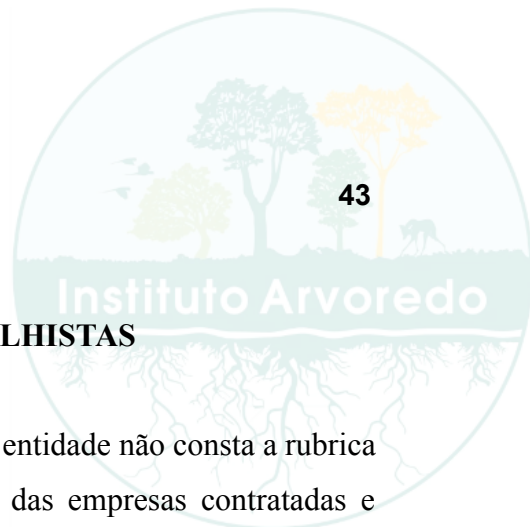 43
Instituto Arvoredo
LHISTAS
entidade não consta a rubrica
das empresas contratadas e